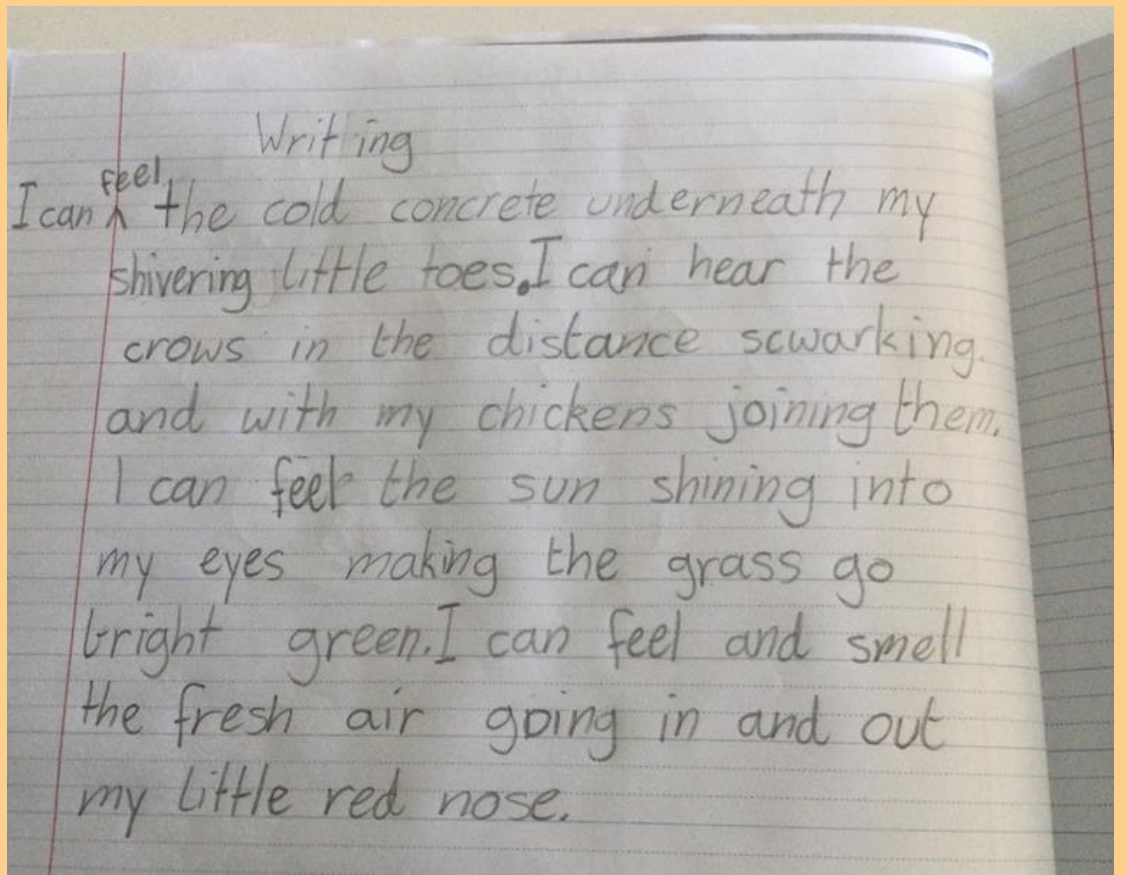 Writing
I can feel the cold concrete underneath my
shivering little toes. I can hear the
crows in the distance scwarking.
and with my chickens joining them.
I can feel the sun shining into
my eyes making the grass go
bright green. I can feel and smell
the fresh air going in and out
my little red nose.